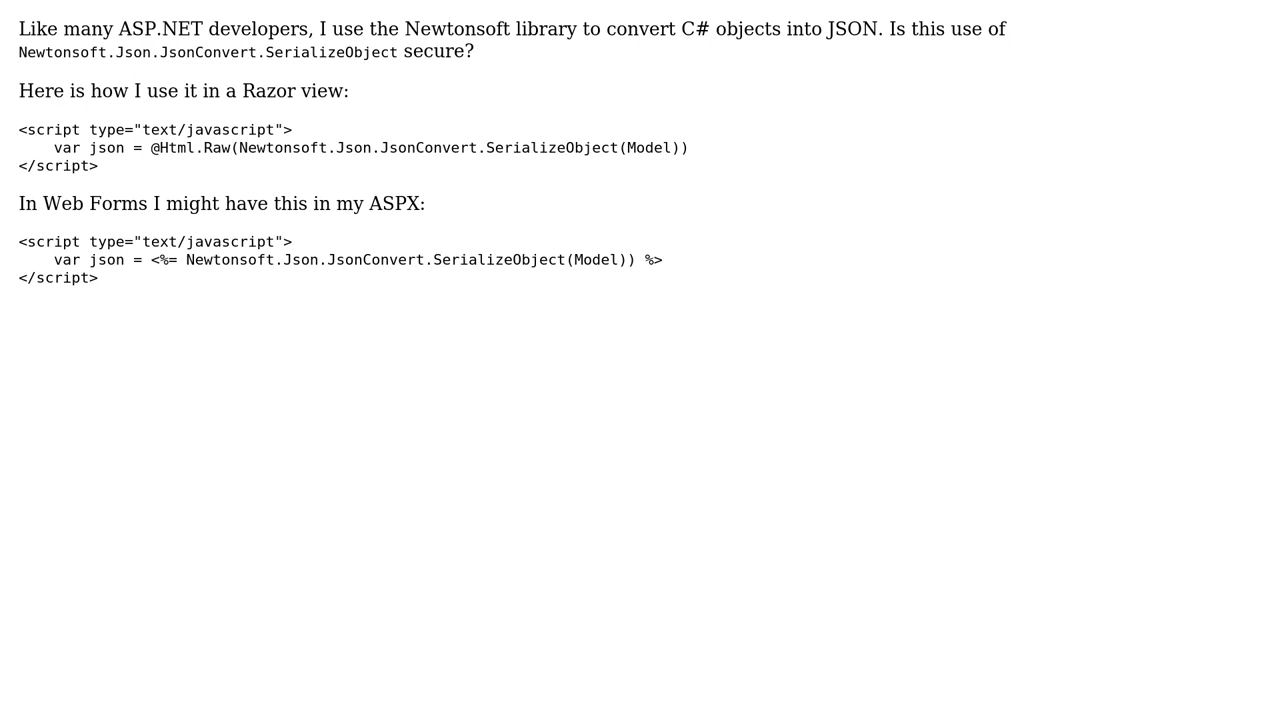 Like many ASP.NET developers, I use the Newtonsoft library to convert C# objects into JSON. Is this use of
Newtonsoft.Json.JsonConvert.SerializeObject secure?
Here is how I use it in a Razor view:
<script type="text/javascript">
    var json = @Html.Raw(Newtonsoft.Json.JsonConvert.SerializeObject(Model))
</script>
In Web Forms I might have this in my ASPX:
<script type="text/javascript">
    var json = <%= Newtonsoft.Json.JsonConvert.SerializeObject(Model)) %>
</script>